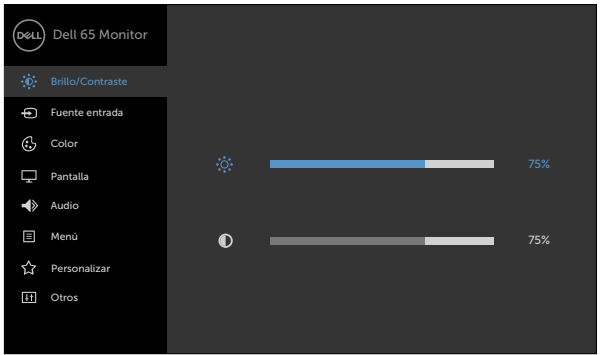 DELL Dell 65 Monitor
Brillo/Contraste
Fuente entrada
Color
Pantalla
Audio
Menú
Personalizar
Otros
75%
75%